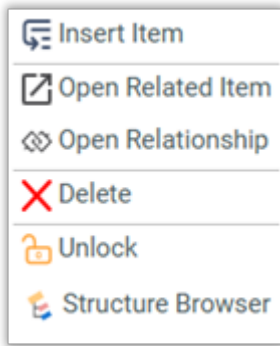 Insert Item
Open Related Item
Open Relationship
Delete
Unlock
Structure Browser